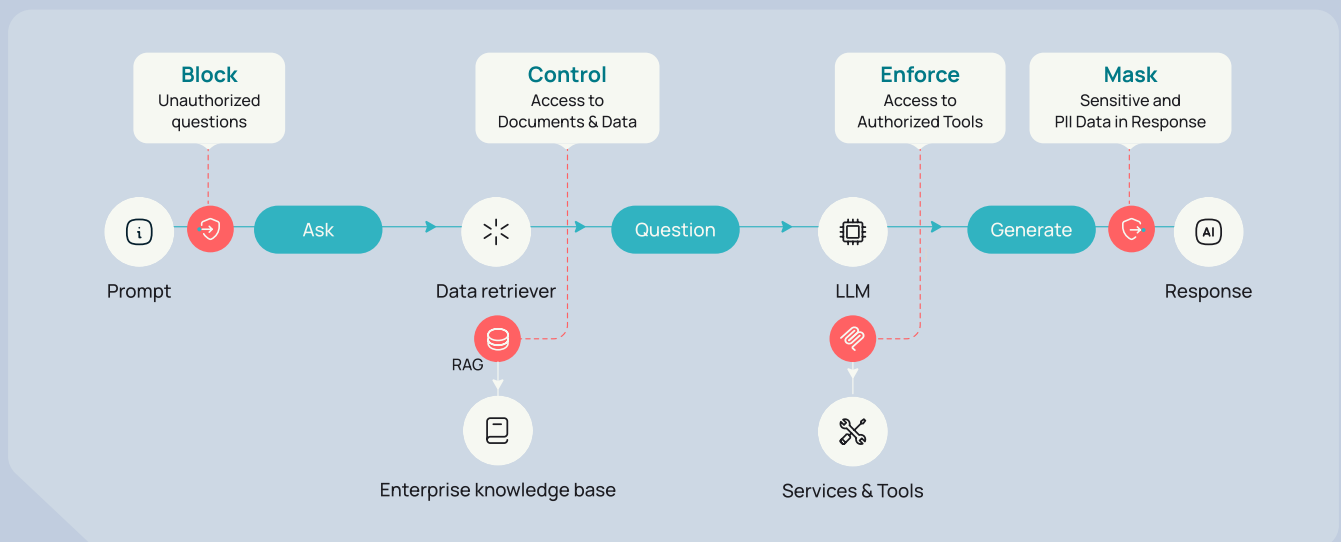 Block
Unauthorized
questions
Control
Access to
Documents & Data
Enforce
Access to
Authorized Tools
Mask
Sensitive and
PII Data in Response
Ask
Question
Generate
AI
Prompt
Data retriever
LLM
Response
RAG
Enterprise knowledge base
Services & Tools